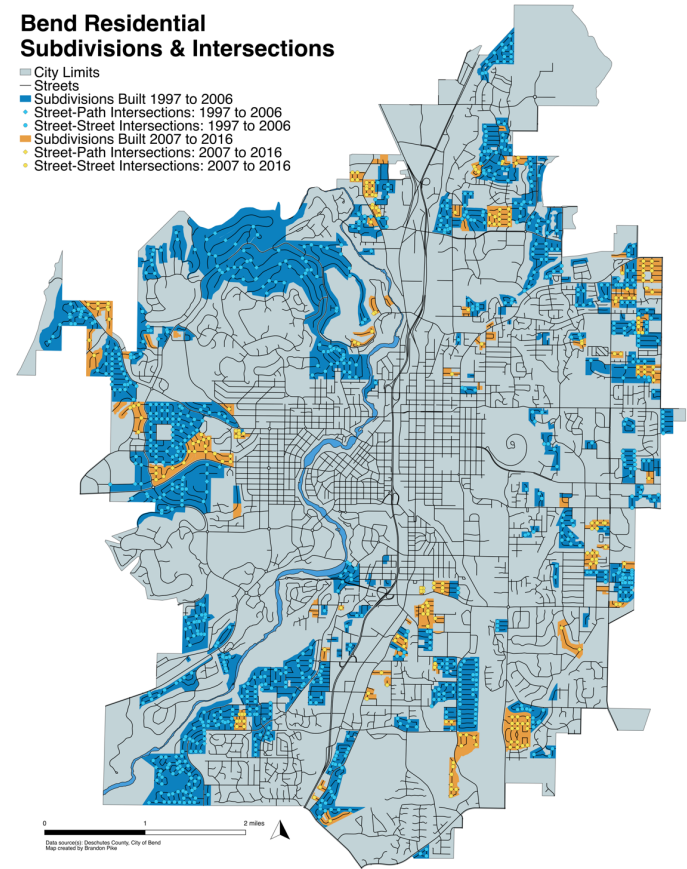 Bend Residential
Subdivisions & Intersections
City Limits
Streets
Subdivisions Built 1997 to 2006
Street-Path Intersections: 1997 to 2006
Street-Street Intersections: 1997 to 2006
Subdivisions Built 2007 to 2016
Street-Path Intersections: 2007 to 2016
Street-Street Intersections: 2007 to 2016
0 1 2 miles
Data source(s): Deschutes County, City of Bend
Map created by Brandon Pike